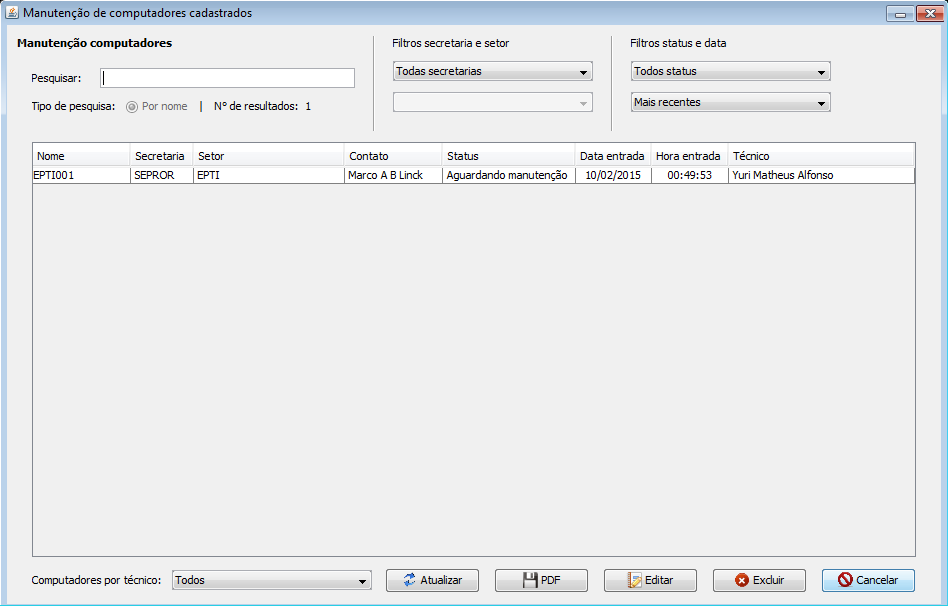 Manutenção de computadores cadastrados
Manutenção computadores
Pesquisar:
Tipo de pesquisa: Por nome | Nº de resultados: 1
Filtros secretaria e setor
Todas secretarias
Filtros status e data
Todos status
Mais recentes
Nome Secretaria Setor Contato Status Data entrada Hora entrada Técnico
EPTI001 SEPROR EPTI Marco A B Linck Aguardando manutenção 10/02/2015 00:49:53 Yuri Matheus Alfonso
Computadores por técnico: Todos Atualizar PDF Editar Excluir Cancelar